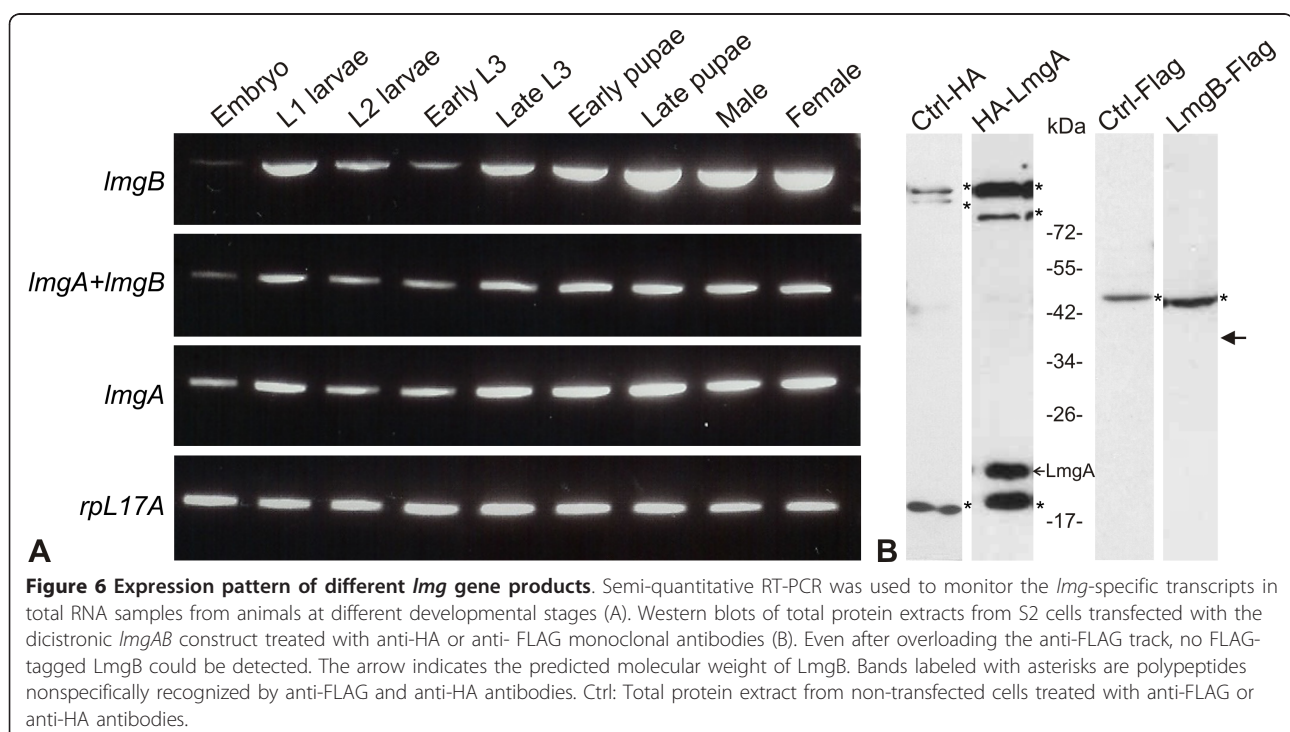 Embryo
L1 larvae
L2 larvae
Early L3
Late L3
Early pupae
Late pupae
Male
Female
lmgB
lmgA+lmgB
lmgA
rpL17A
A
Ctrl-HA
HA-LmgA
kDa
Ctrl-Flag
LmgB-Flag
* *
* *
-72-
-55-
* *
-42-
-34-
-26-
←LmgA
* *
-17-
B
Figure 6 Expression pattern of different lmg gene products. Semi-quantitative RT-PCR was used to monitor the lmg-specific transcripts in
total RNA samples from animals at different developmental stages (A). Western blots of total protein extracts from S2 cells transfected with the
dicistronic lmgAB construct treated with anti-HA or anti- FLAG monoclonal antibodies (B). Even after overloading the anti-FLAG track, no FLAG-
tagged LmgB could be detected. The arrow indicates the predicted molecular weight of LmgB. Bands labeled with asterisks are polypeptides
nonspecifically recognized by anti-FLAG and anti-HA antibodies. Ctrl: Total protein extract from non-transfected cells treated with anti-FLAG or
anti-HA antibodies.